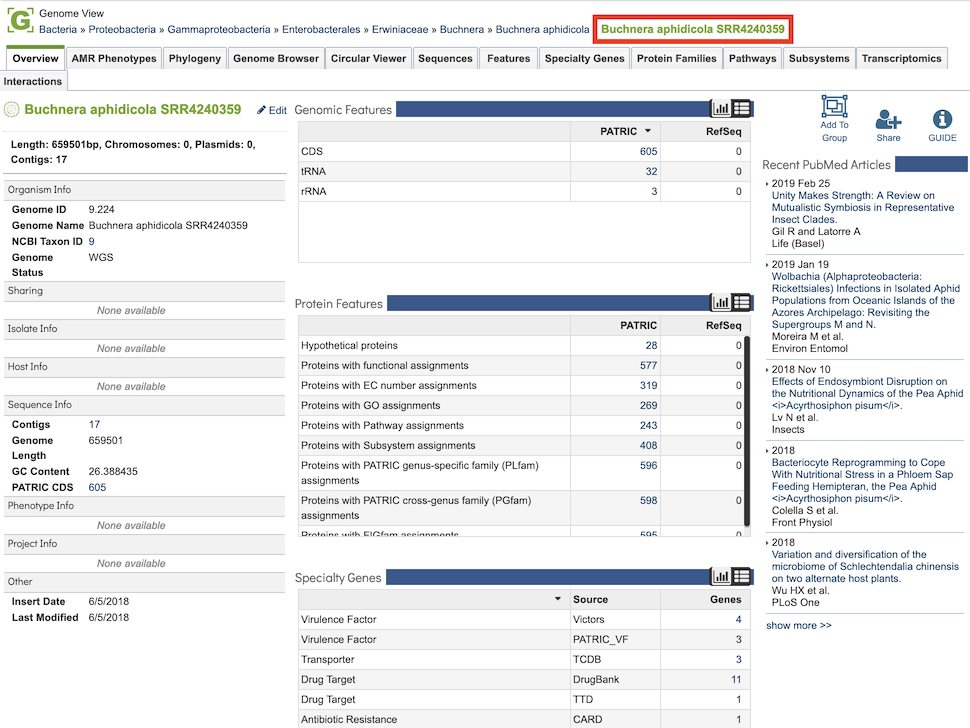 Genome View
Bacteria » Proteobacteria » Gammaproteobacteria » Enterobacterales » Erwiniaceae » Buchnera » Buchnera aphidicola Buchnera aphidicola SRR4240359
Overview AMR Phenotypes Phylogeny Genome Browser Circular Viewer Sequences Features Specialty Genes Protein Families Pathways Subsystems Transcriptomics
Interactions
Buchnera aphidicola SRR4240359 Edit
Length: 659501bp, Chromosomes: 0, Plasmids: 0,
Contigs: 17
Organism Info
Genome ID 9.224
Genome Name Buchnera aphidicola SRR4240359
NCBI Taxon ID 9
Genome WGS
Status
Sharing
None available
Isolate Info
None available
Host Info
None available
Sequence Info
Contigs 17
Genome 659501
Length
GC Content 26.388435
PATRIC CDS 605
Phenotype Info
None available
Project Info
None available
Other
Insert Date 6/5/2018
Last Modified 6/5/2018
Genomic Features
PATRIC RefSeq
CDS 605 0
tRNA 32 0
rRNA 3 0
Protein Features
PATRIC RefSeq
Hypothetical proteins 28 0
Proteins with functional assignments 577 0
Proteins with EC number assignments 319 0
Proteins with GO assignments 269 0
Proteins with Pathway assignments 243 0
Proteins with Subsystem assignments 408 0
Proteins with PATRIC genus-specific family (PLfam) 596 0
assignments
Proteins with PATRIC cross-genus family (PGfam) 598 0
assignments
Proteins with FIGfam assignments 595 0
Specialty Genes
Source Genes
Virulence Factor Victors 4
Virulence Factor PATRIC_VF 3
Transporter TCDB 3
Drug Target DrugBank 11
Drug Target TTD 1
Antibiotic Resistance CARD 1
Add To
Group
Share
GUIDE
Recent PubMed Articles
2019 Feb 25
Unity Makes Strength: A Review on
Mutualistic Symbiosis in Representative
Insect Clades.
Gil R and Latorre A
Life (Basel)
2019 Jan 19
Wolbachia (Alphaproteobacteria:
Rickettsiales) Infections in Isolated Aphid
Populations from Oceanic Islands of the
Azores Archipelago: Revisiting the
Supergroups M and N.
Moreira M et al.
Environ Entomol
2018 Nov 10
Effects of Endosymbiont Disruption on
the Nutritional Dynamics of the Pea Aphid
<i>Acyrthosiphon pisum</i>.
Lv N et al.
Insects
2018
Bacteriocyte Reprogramming to Cope
With Nutritional Stress in a Phloem Sap
Feeding Hemipteran, the Pea Aphid
<i>Acyrthosiphon pisum</i>.
Colella S et al.
Front Physiol
2018
Variation and diversification of the
microbiome of Schlechtendalia chinensis
on two alternate host plants.
Wu HX et al.
PLoS One
show more >>